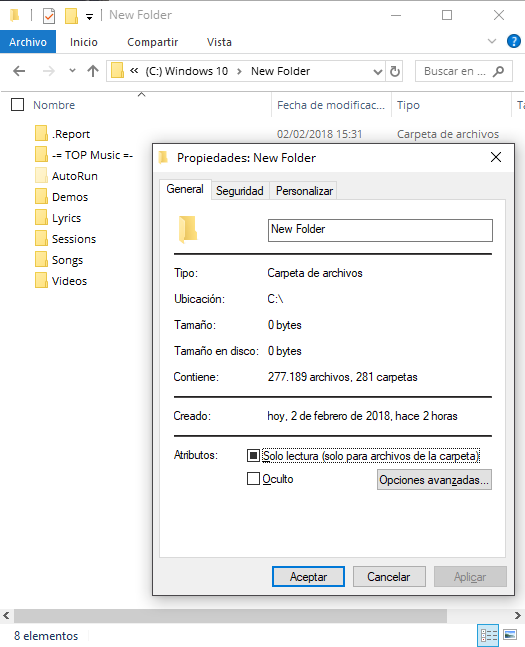 New Folder
Archivo Inicio Compartir Vista
« (C:) Windows 10 › New Folder Buscar en ...
Nombre Fecha de modificac... Tipo Ta
.Report 02/02/2018 15:31 Carpeta de archivos
-= TOP Music =-
AutoRun
Demos
Lyrics
Sessions
Songs
Videos
Propiedades: New Folder
General Seguridad Personalizar
New Folder
Tipo: Carpeta de archivos
Ubicación: C:\
Tamaño: 0 bytes
Tamaño en disco: 0 bytes
Contiene: 277.189 archivos, 281 carpetas
Creado: hoy, 2 de febrero de 2018, hace 2 horas
Atributos: Solo lectura (solo para archivos de la carpeta)
Oculto Opciones avanzadas...
Aceptar Cancelar Aplicar
8 elementos